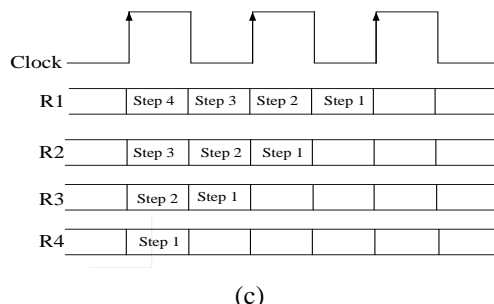 Clock
R1 Step 4 Step 3 Step 2 Step 1
R2 Step 3 Step 2 Step 1
R3 Step 2 Step 1
R4 Step 1
(c)